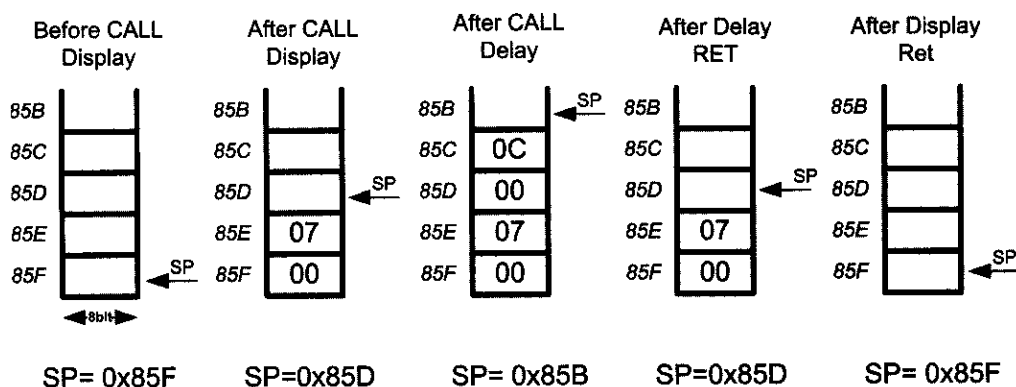 Before CALL
Display
85B
85C
85D
85E
85F
SP
8bit
SP= 0x85F
After CALL
Display
85B
85C
85D
SP
85E 07
85F 00
SP=0x85D
After CALL
Delay
85B
SP
85C 0C
85D 00
85E 07
85F 00
SP= 0x85B
After Delay
RET
85B
85C
85D
SP
85E 07
85F 00
SP=0x85D
After Display
Ret
85B
85C
85D
85E
85F
SP
SP= 0x85F